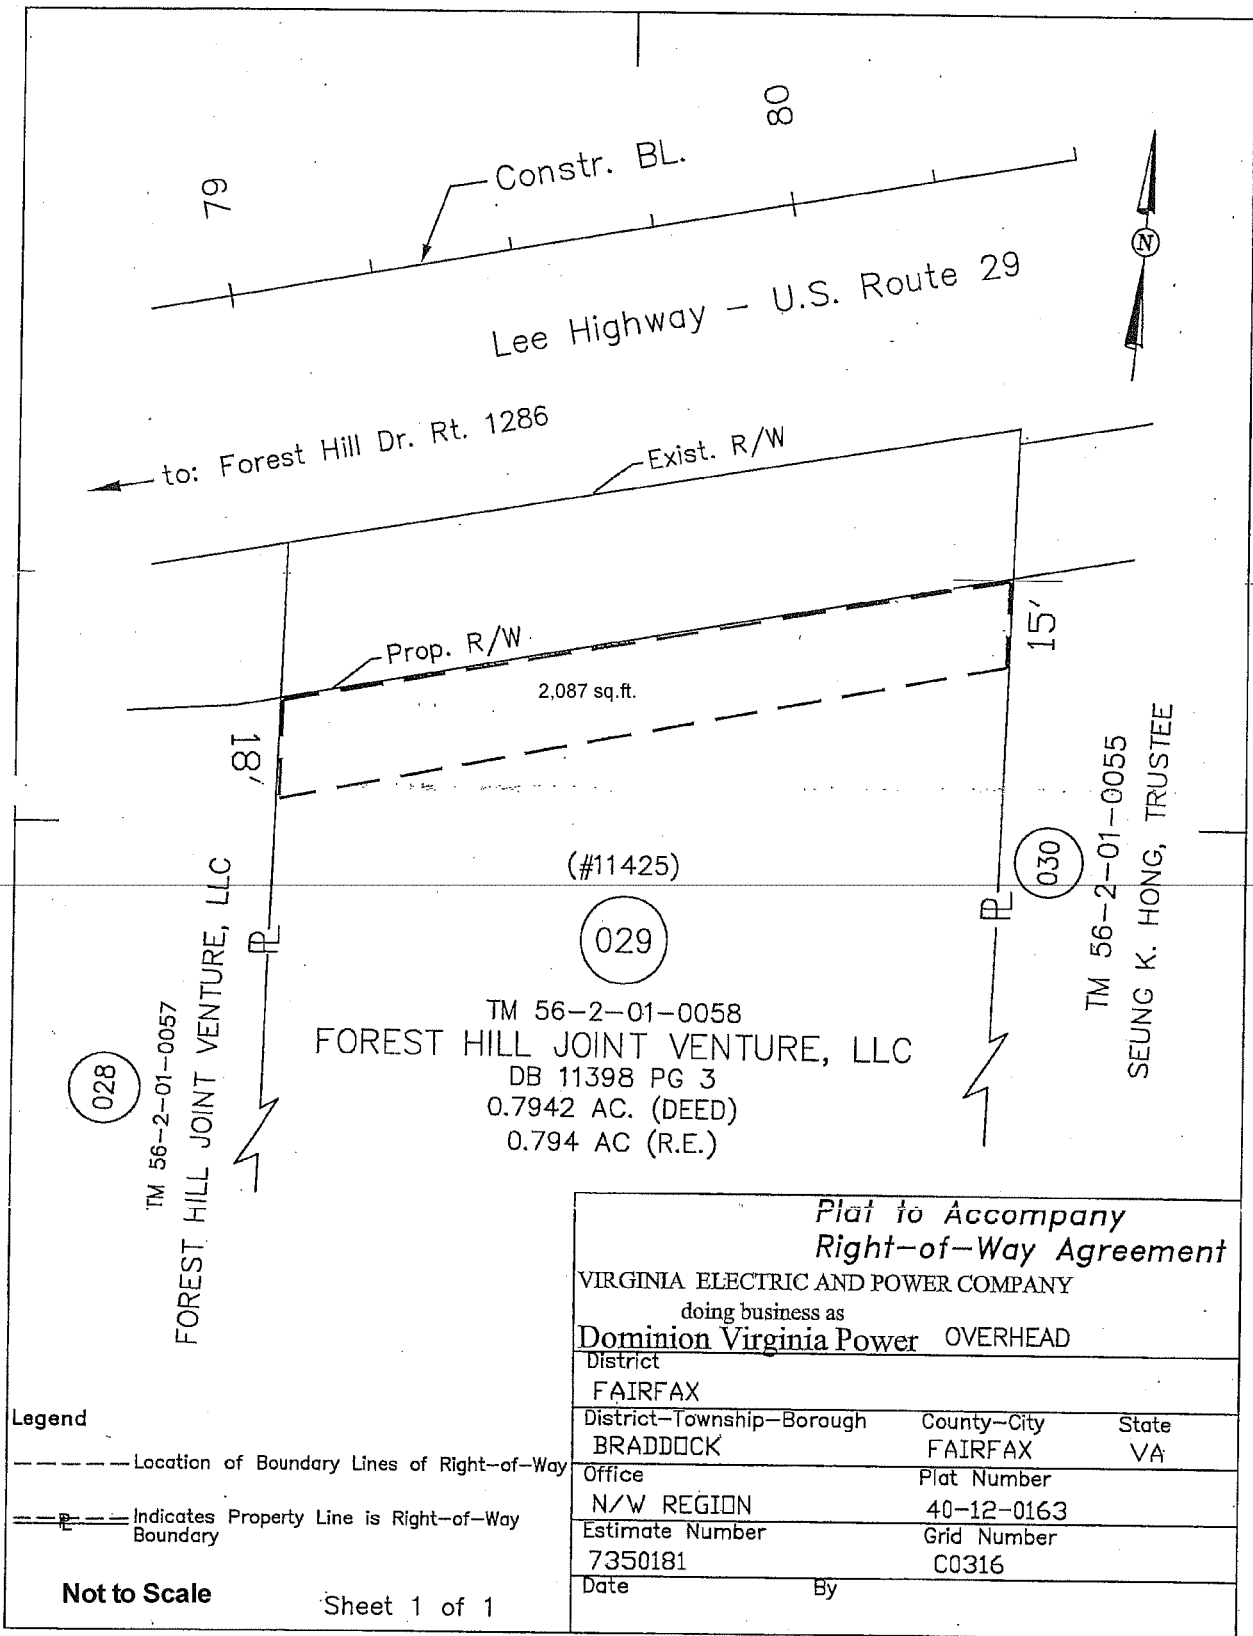 79
80
Constr. BL.
N
Lee Highway - U.S. Route 29
to: Forest Hill Dr. Rt. 1286
Exist. R/W
Prop. R/W
2,087 sq.ft.
15'
18'
(#11425)
029
TM 56-2-01-0058
FOREST HILL JOINT VENTURE, LLC
DB 11398 PG 3
0.7942 AC. (DEED)
0.794 AC (R.E.)
PL
PL
028
TM 56-2-01-0057
FOREST HILL JOINT VENTURE, LLC
030
TM 56-2-01-0055
SEUNG K. HONG, TRUSTEE
Plat to Accompany
Right-of-Way Agreement
VIRGINIA ELECTRIC AND POWER COMPANY
doing business as
Dominion Virginia Power OVERHEAD
District
FAIRFAX
District-Township-Borough County-City State
BRADDOCK FAIRFAX VA
Office Plat Number
N/W REGION 40-12-0163
Estimate Number Grid Number
7350181 C0316
Date By
Legend
Location of Boundary Lines of Right-of-Way
PL Indicates Property Line is Right-of-Way
Boundary
Not to Scale
Sheet 1 of 1